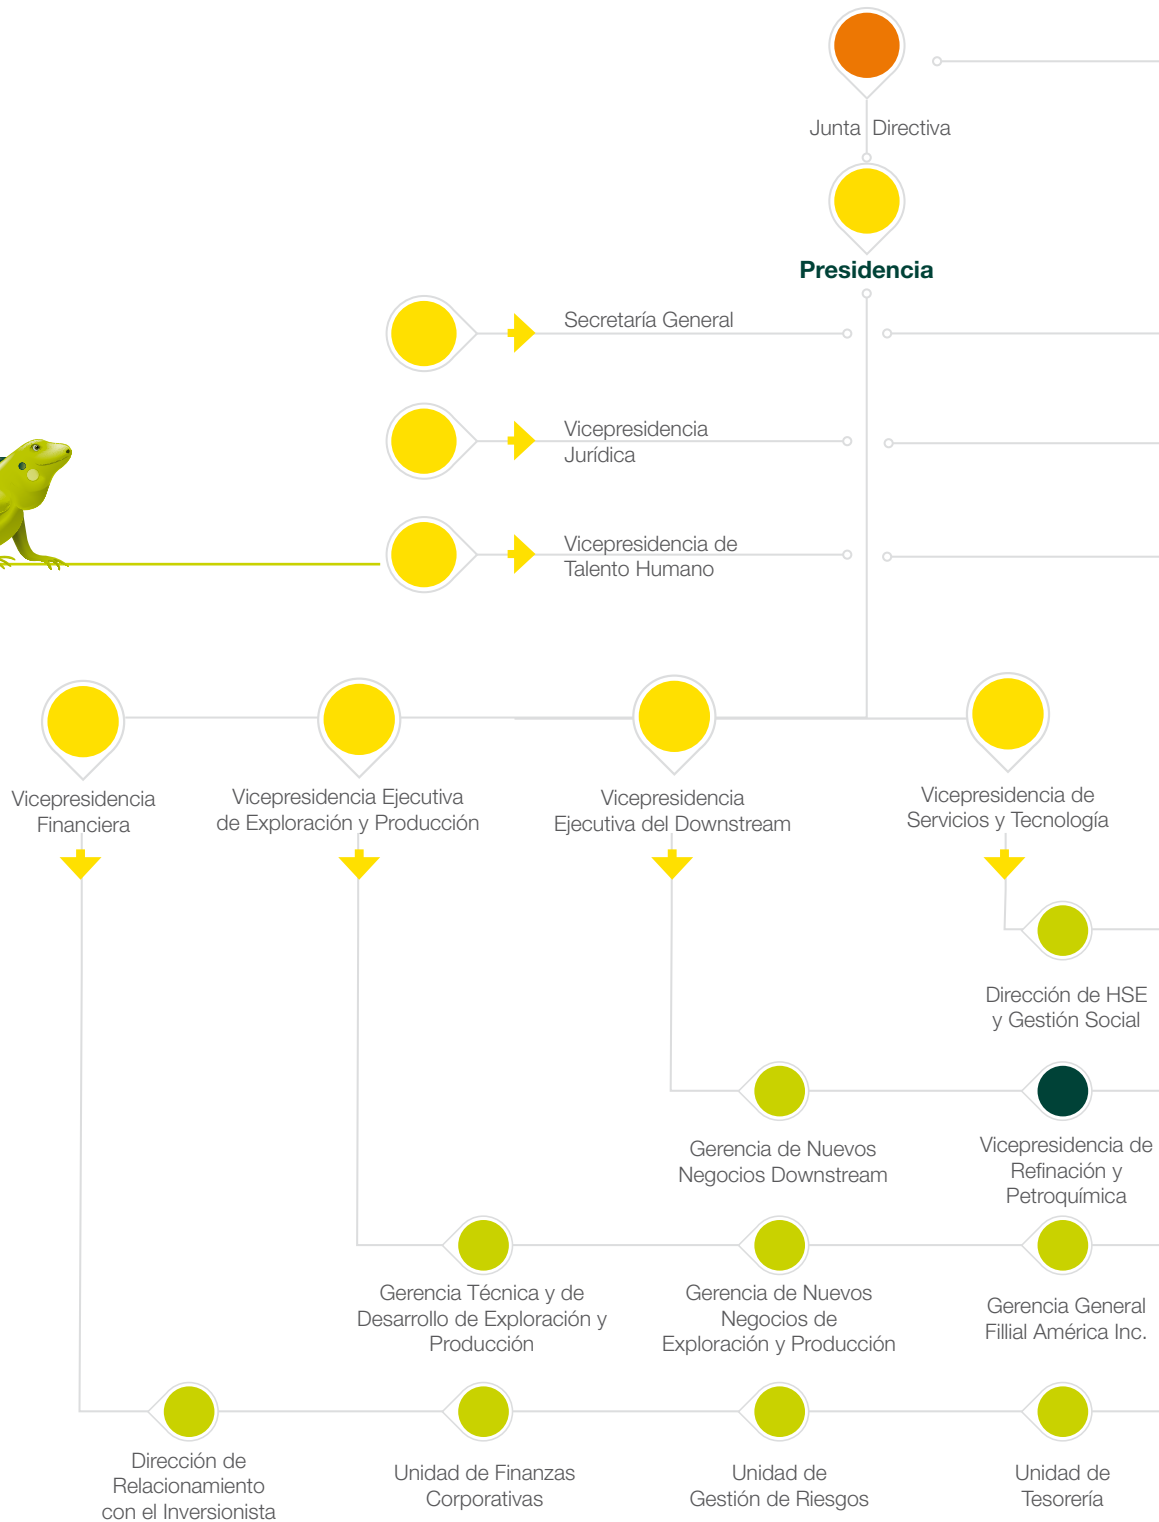 Junta Directiva
Presidencia
Secretaría General
Vicepresidencia
Jurídica
Vicepresidencia de
Talento Humano
Vicepresidencia
Financiera
Vicepresidencia Ejecutiva
de Exploración y Producción
Vicepresidencia
Ejecutiva del Downstream
Vicepresidencia de
Servicios y Tecnología
Dirección de HSE
y Gestión Social
Gerencia de Nuevos
Negocios Downstream
Vicepresidencia de
Refinación y
Petroquímica
Gerencia Técnica y de
Desarrollo de Exploración y
Producción
Gerencia de Nuevos
Negocios de
Exploración y Producción
Gerencia General
Fillial América Inc.
Dirección de
Relacionamiento
con el Inversionista
Unidad de Finanzas
Corporativas
Unidad de
Gestión de Riesgos
Unidad de
Tesorería